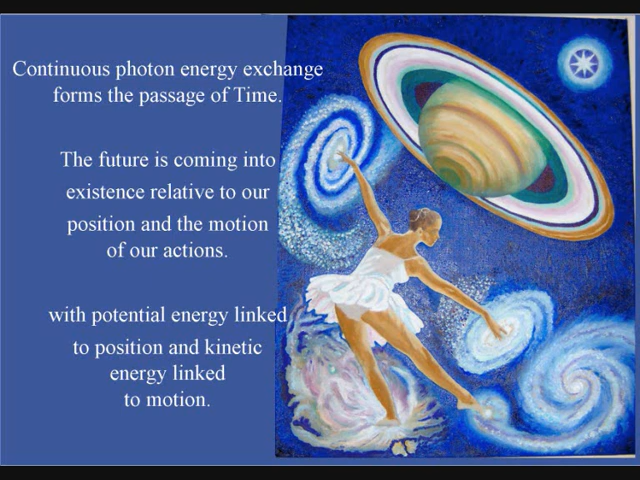 Continuous photon energy exchange
forms the passage of Time.
The future is coming into
existence relative to our
position and the motion
of our actions.
with potential energy linked
to position and kinetic
energy linked
to motion.